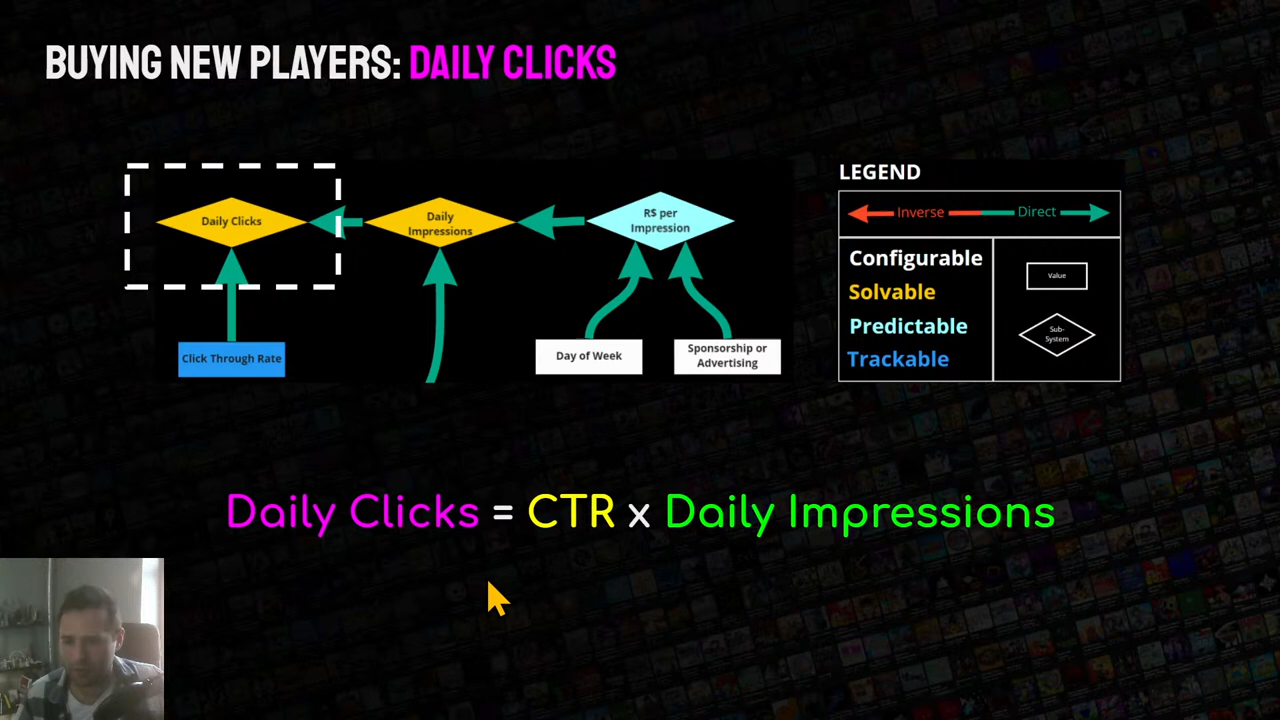 BUYING NEW PLAYERS: DAILY CLICKS
Daily Clicks
Daily
Impressions
R$ per
Impression
Click Through Rate
Day of Week
Sponsorship or
Advertising
LEGEND
Inverse
Direct
Configurable
Solvable
Predictable
Trackable
Value
Sub-
System
Daily Clicks = CTR x Daily Impressions